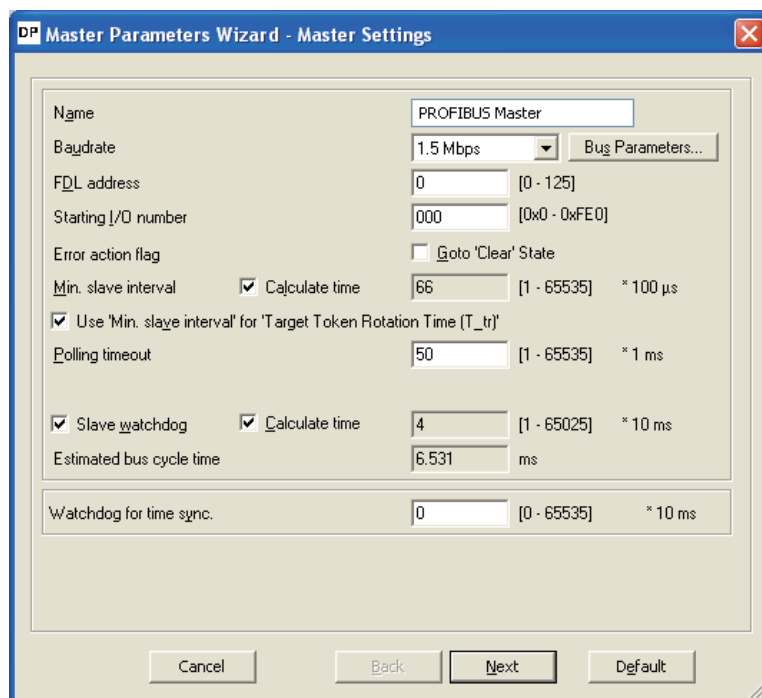 DP Master Parameters Wizard - Master Settings
Name PROFIBUS Master
Baudrate 1.5 Mbps Bus Parameters...
FDL address 0 [0 - 125]
Starting I/O number 000 [0x0 - 0xFE0]
Error action flag Goto 'Clear' State
Min. slave interval Calculate time 66 [1 - 65535] * 100 µs
Use 'Min. slave interval' for 'Target Token Rotation Time (T_tr)'
Polling timeout 50 [1 - 65535] * 1 ms
Slave watchdog Calculate time 4 [1 - 65025] * 10 ms
Estimated bus cycle time 6.531 ms
Watchdog for time sync. 0 [0 - 65535] * 10 ms
Cancel Back Next Default